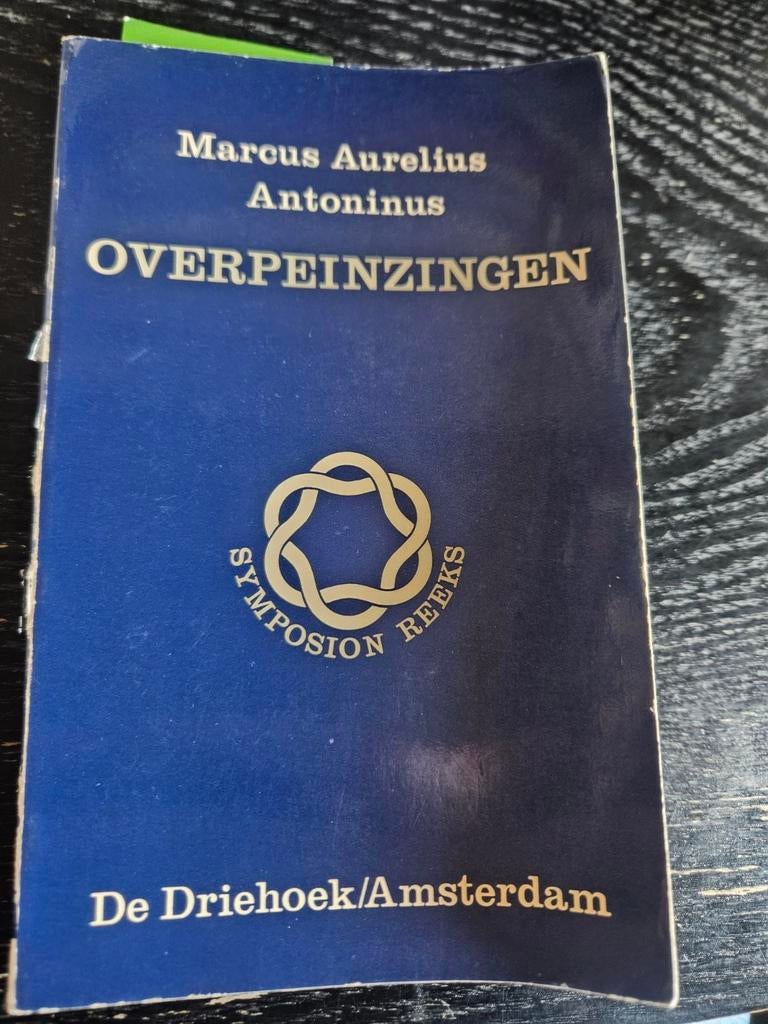 Marcus Aurelius
Antoninus
OVERPEINZINGEN
SYMPOSION REEKS
De Driehoek/Amsterdam